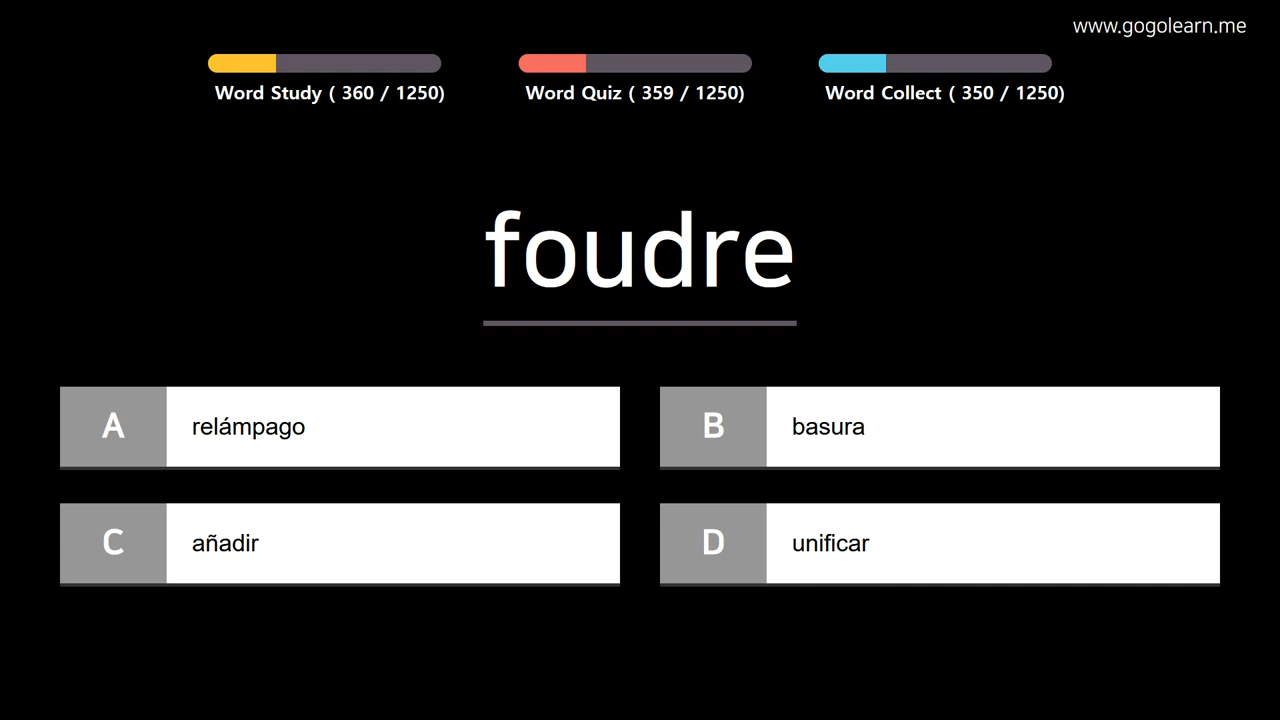 www.gogolearn.me
Word Study ( 360 / 1250)
Word Quiz ( 359 / 1250)
Word Collect ( 350 / 1250)
foudre
A relámpago
B basura
C añadir
D unificar